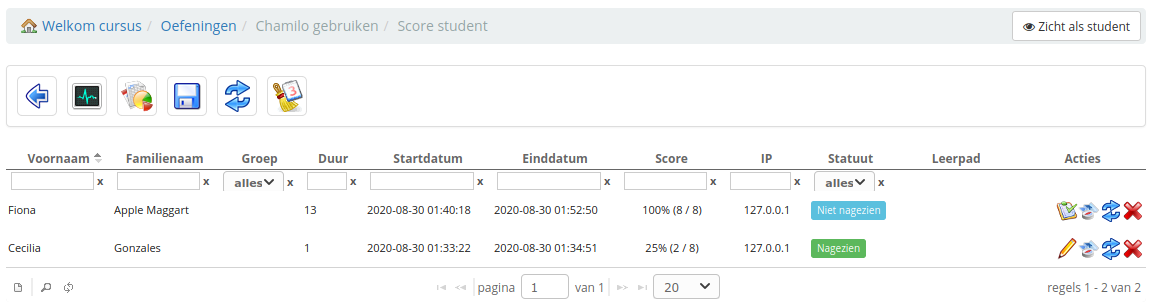 Welkom cursus / Oefeningen / Chamilo gebruiken / Score student
Zicht als student
3
Voornaam Familienaam Groep Duur Startdatum Einddatum Score IP Statuut Leerpad Acties
x x alles x x x x x x alles x
Fiona Apple Maggart 13 2020-08-30 01:40:18 2020-08-30 01:52:50 100% (8 / 8) 127.0.0.1 Niet nagezien
Cecilia Gonzales 1 2020-08-30 01:33:22 2020-08-30 01:34:51 25% (2 / 8) 127.0.0.1 Nagezien
pagina 1 van 1 20 regels 1 - 2 van 2